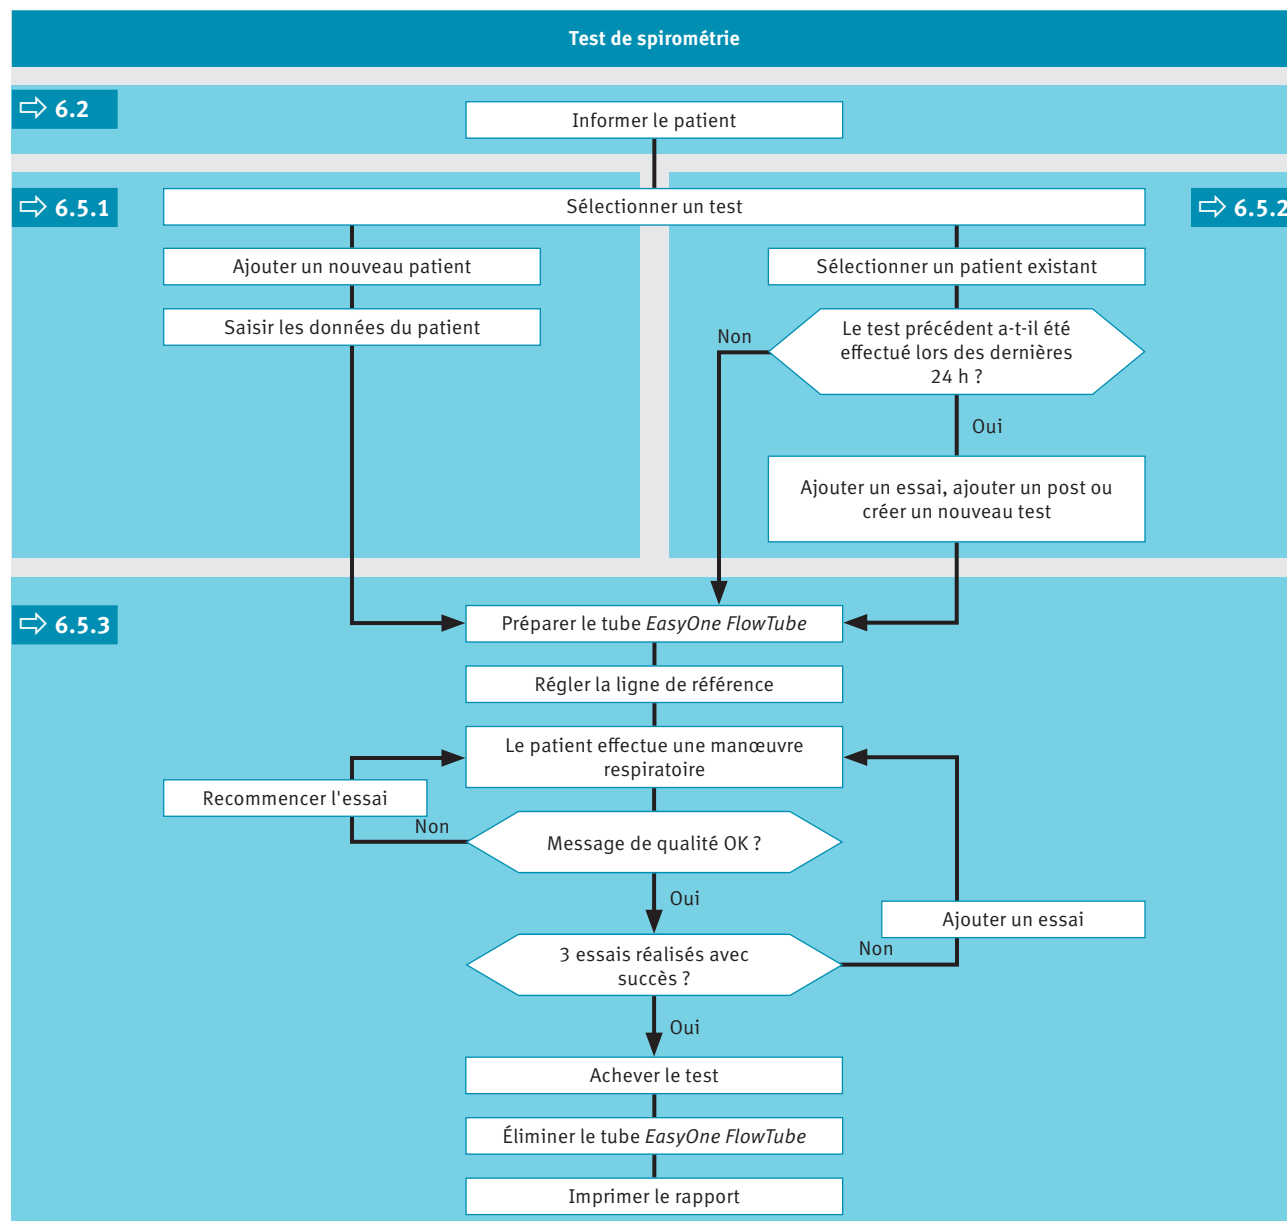 Test de spirométrie
⇨ 6.2
Informer le patient
⇨ 6.5.1
Sélectionner un test
⇨ 6.5.2
Ajouter un nouveau patient
Sélectionner un patient existant
Saisir les données du patient
Le test précédent a-t-il été
effectué lors des dernières
24 h ?
Non
Oui
Ajouter un essai, ajouter un post ou
créer un nouveau test
⇨ 6.5.3
Préparer le tube EasyOne FlowTube
Régler la ligne de référence
Le patient effectue une manœuvre
respiratoire
Recommencer l'essai
Non
Message de qualité OK ?
Oui
Ajouter un essai
3 essais réalisés avec
succès ?
Non
Oui
Achever le test
Éliminer le tube EasyOne FlowTube
Imprimer le rapport